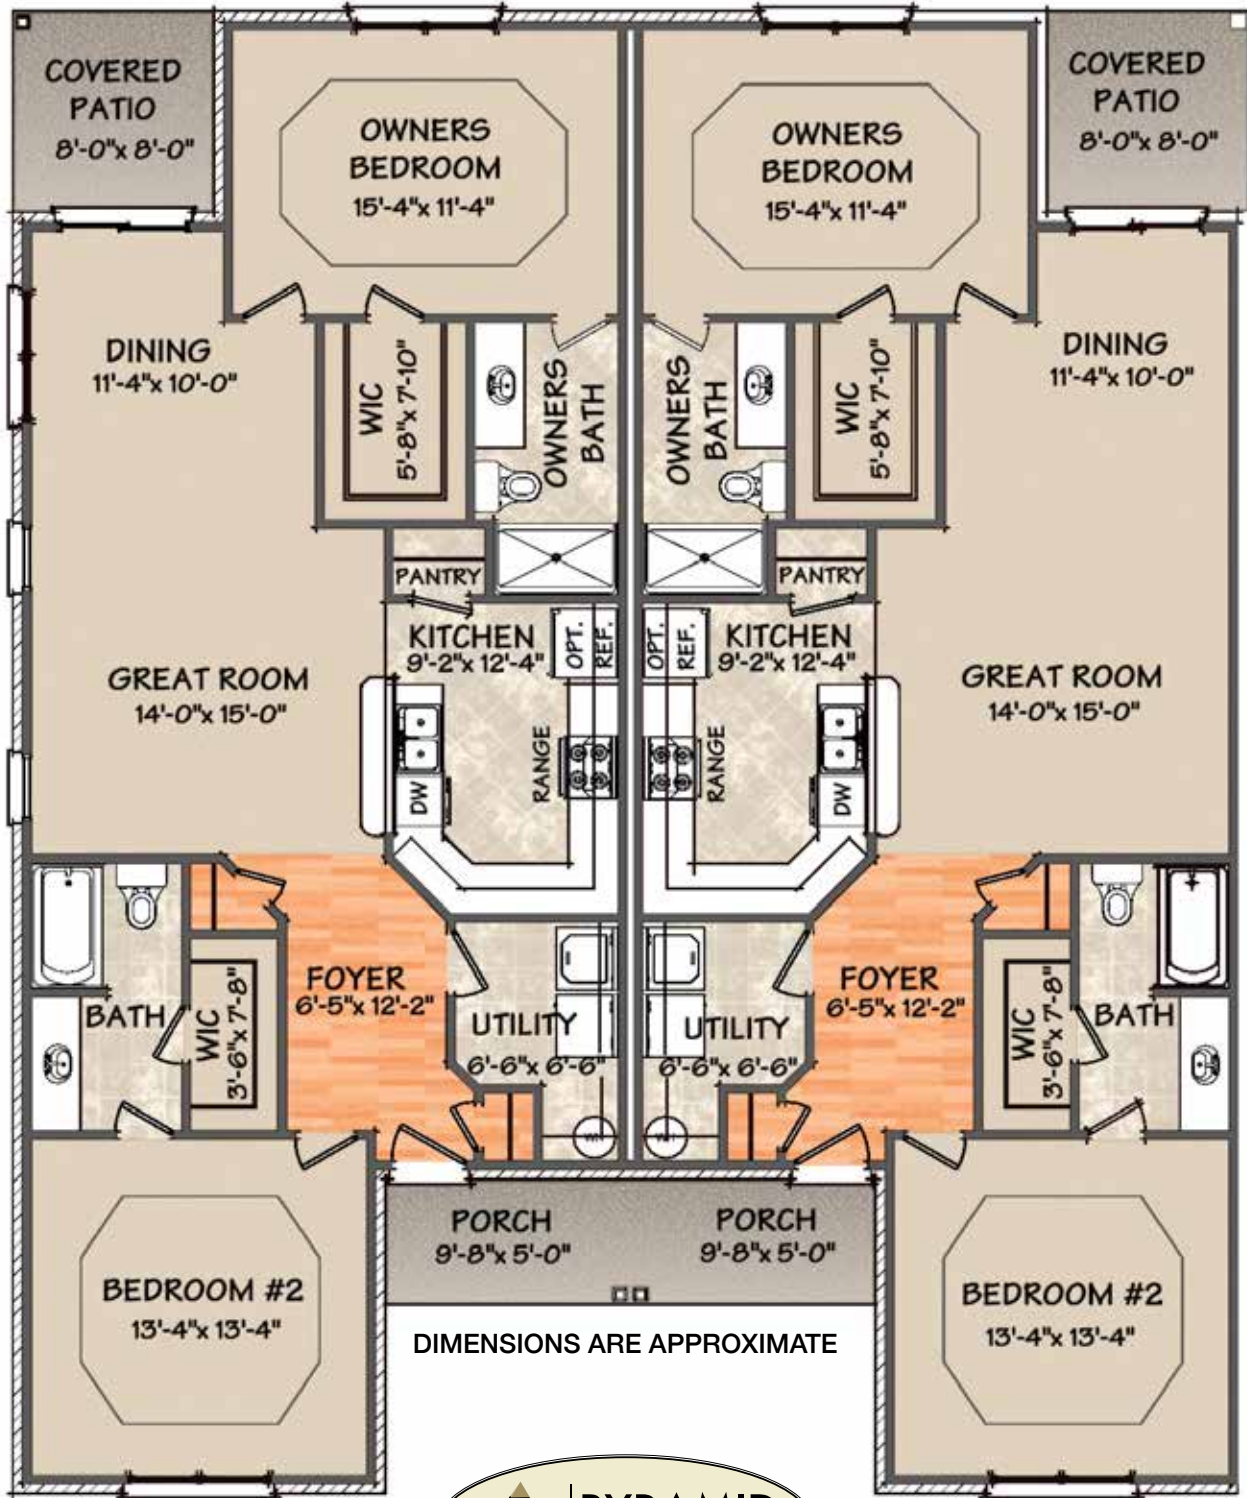 COVERED
PATIO
8'-0"x 8'-0"
OWNERS
BEDROOM
15'-4"x 11'-4"
OWNERS
BEDROOM
15'-4"x 11'-4"
COVERED
PATIO
8'-0"x 8'-0"
DINING
11'-4"x 10'-0"
WIC
5'-8"x 7'-10"
OWNERS
BATH
OWNERS
BATH
WIC
5'-8"x 7'-10"
DINING
11'-4"x 10'-0"
PANTRY
PANTRY
KITCHEN
9'-2"x 12'-4"
OPT.
REF.
OPT.
REF.
KITCHEN
9'-2"x 12'-4"
GREAT ROOM
14'-0"x 15'-0"
RANGE
DW
RANGE
DW
GREAT ROOM
14'-0"x 15'-0"
BATH
WIC
3'-6"x 7'-8"
FOYER
6'-5"x 12'-2"
UTILITY
6'-6"x 6'-6"
UTILITY
6'-6"x 6'-6"
FOYER
6'-5"x 12'-2"
WIC
3'-6"x 7'-8"
BATH
WH
WH
PORCH
9'-8"x 5'-0"
PORCH
9'-8"x 5'-0"
BEDROOM #2
13'-4"x 13'-4"
BEDROOM #2
13'-4"x 13'-4"
DIMENSIONS ARE APPROXIMATE
PYRAMID